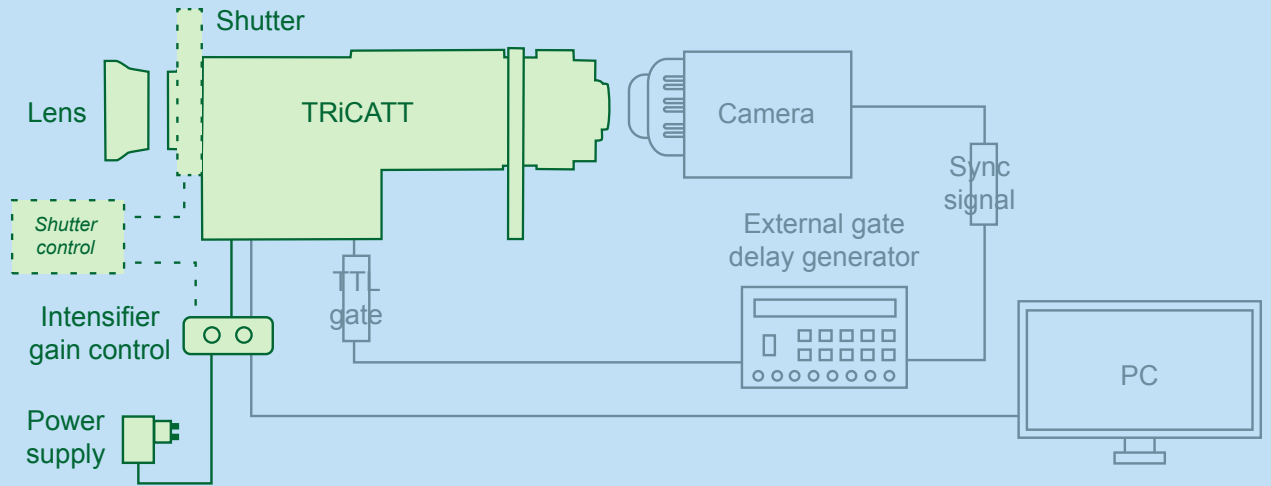 Shutter
Lens
TRiCATT
Camera
Sync
signal
Shutter
control
External gate
delay generator
TTL
gate
Intensifier
gain control
PC
Power
supply